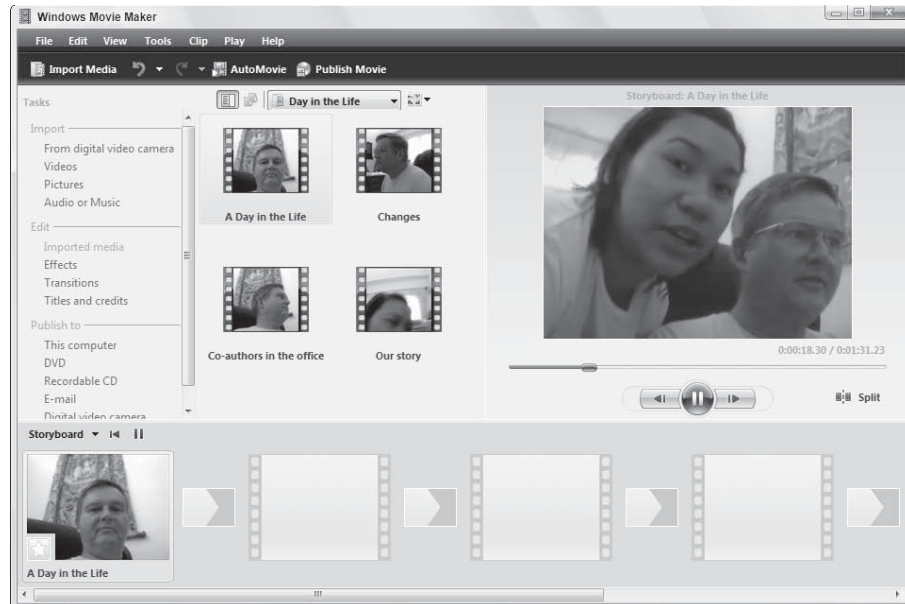 Windows Movie Maker
File Edit View Tools Clip Play Help
Import Media AutoMovie Publish Movie
Tasks
Import
From digital video camera
Videos
Pictures
Audio or Music
Edit
Imported media
Effects
Transitions
Titles and credits
Publish to
This computer
DVD
Recordable CD
E-mail
Digital video camera
Day in the Life
A Day in the Life
Changes
Co-authors in the office
Our story
Storyboard: A Day in the Life
0:00:18.30 / 0:01:31.23
Split
Storyboard
A Day in the Life